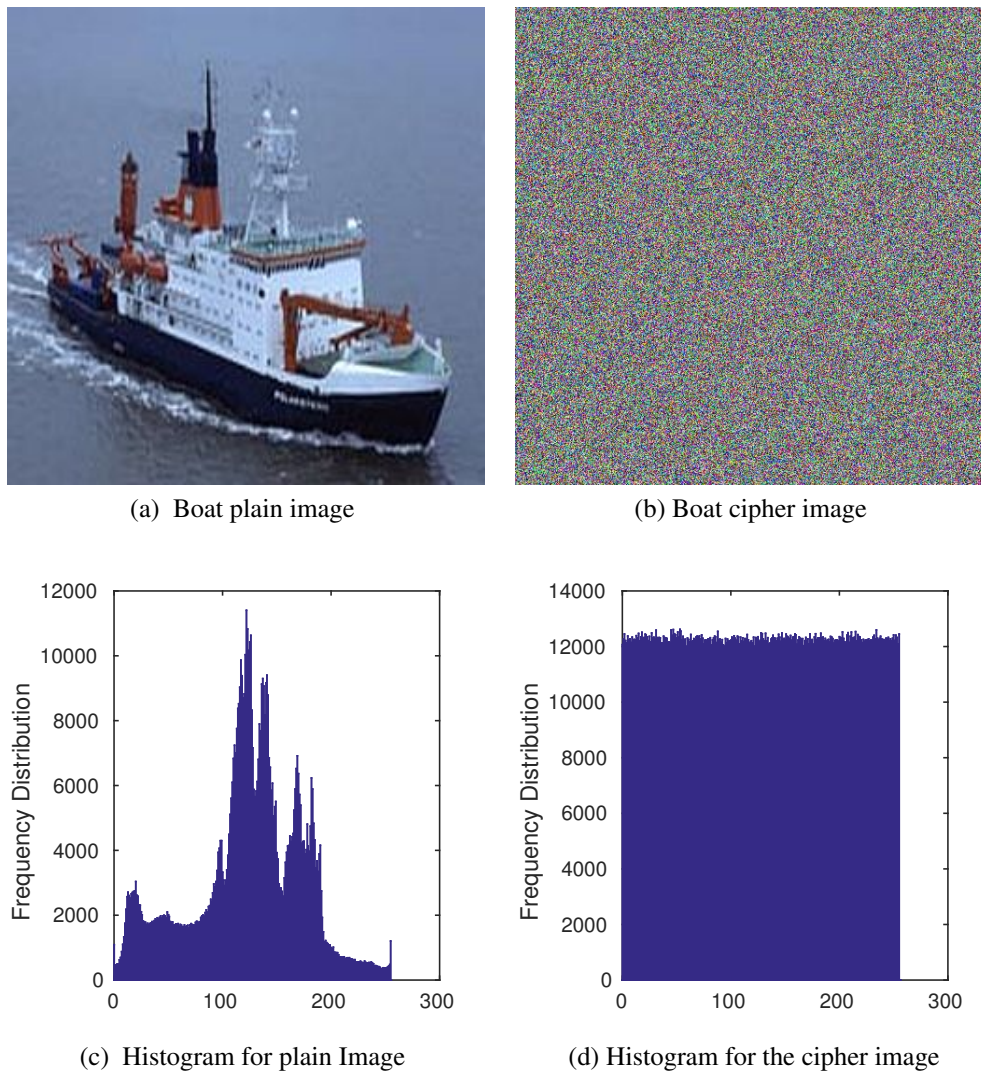 (a) Boat plain image
(b) Boat cipher image
12000
10000
8000
6000
4000
2000
0
0 100 200 300
Frequency Distribution
14000
12000
10000
8000
6000
4000
2000
0
0 100 200 300
Frequency Distribution
(c) Histogram for plain Image
(d) Histogram for the cipher image